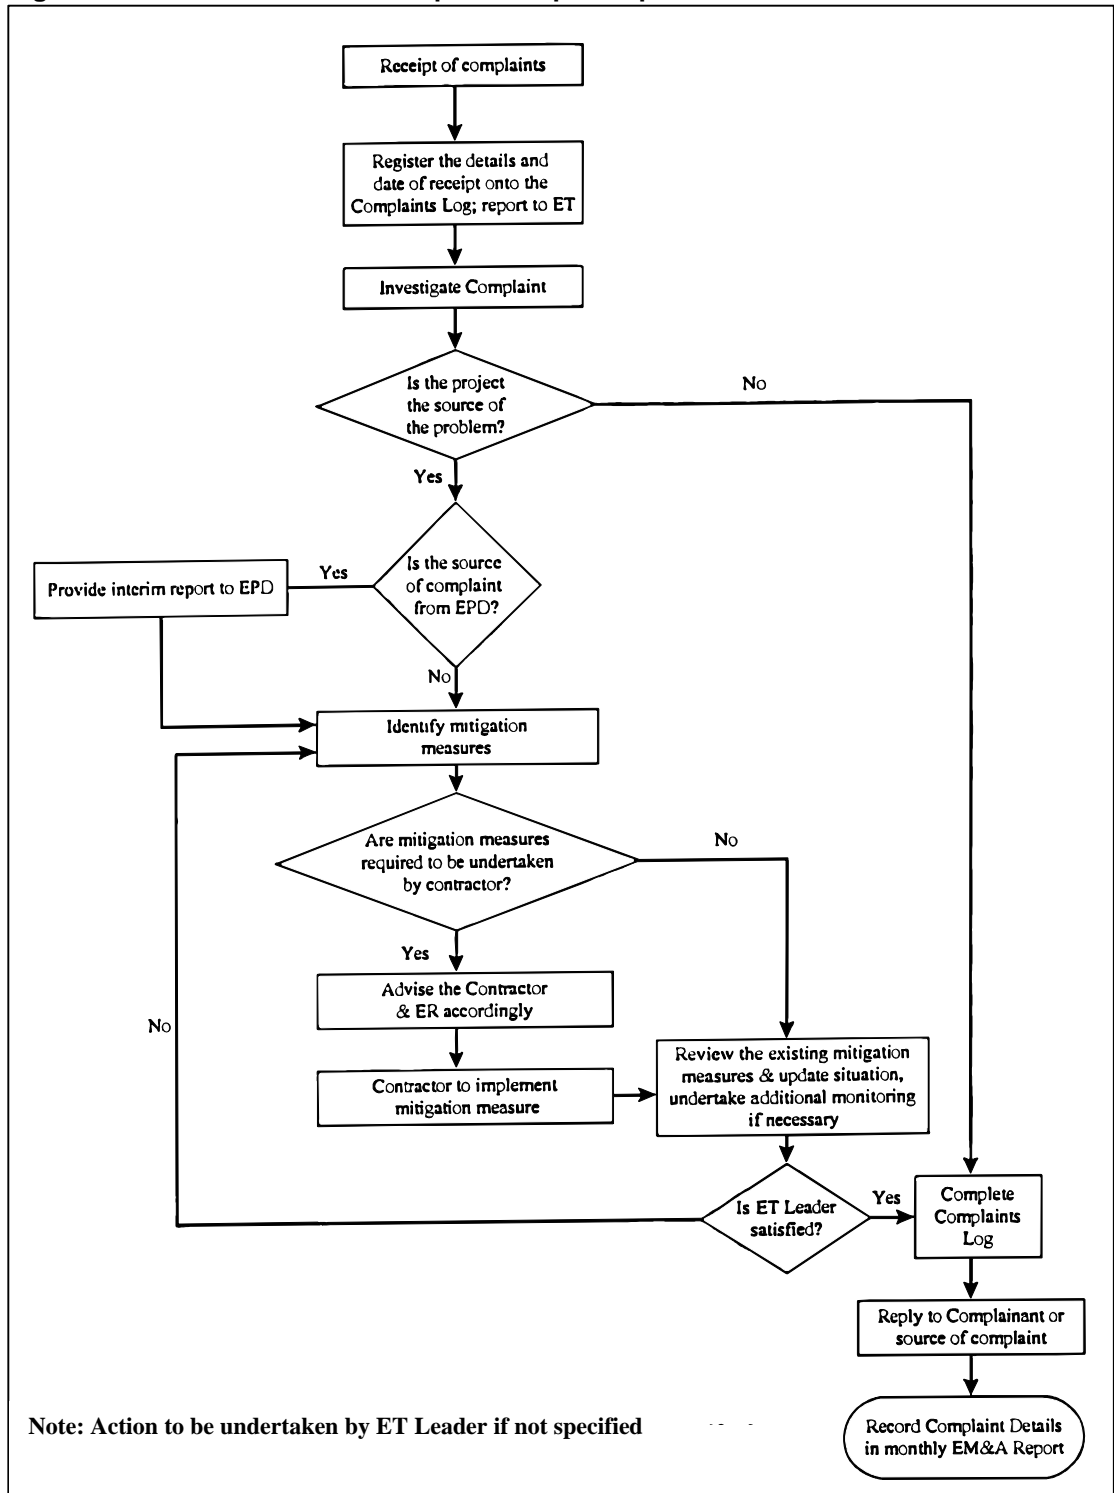 Receipt of complaints
Register the details and
date of receipt onto the
Complaints Log; report to ET
Investigate Complaint
Is the project
the source of
the problem?
No
Yes
Is the source
of complaint
from EPD?
Yes
Provide interim report to EPD
No
Identify mitigation
measures
Are mitigation measures
required to be undertaken
by contractor?
No
Yes
Advise the Contractor
& ER accordingly
No
Contractor to implement
mitigation measure
Review the existing mitigation
measures & update situation,
undertake additional monitoring
if necessary
Is ET Leader
satisfied?
Yes
Complete
Complaints
Log
Reply to Complainant or
source of complaint
Record Complaint Details
in monthly EM&A Report
Note: Action to be undertaken by ET Leader if not specified